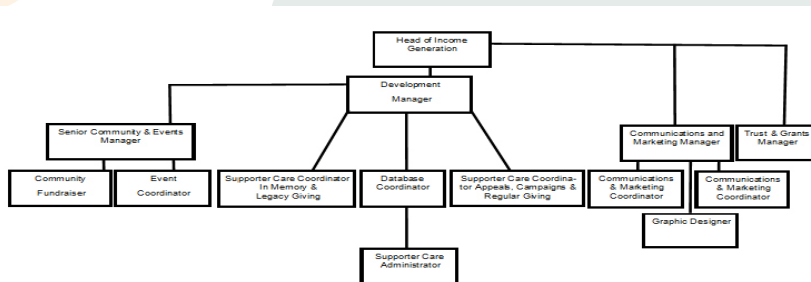 Head of Income
Generation
Development
Manager
Senior Community & Events
Manager
Communications and
Marketing Manager
Trust & Grants
Manager
Community
Fundraiser
Event
Coordinator
Supporter Care Coordinator
In Memory &
Legacy Giving
Database
Coordinator
Supporter Care Coordina-
tor Appeals, Campaigns &
Regular Giving
Communications
& Marketing
Coordinator
Communications
& Marketing
Coordinator
Graphic Designer
Supporter Care
Administrator